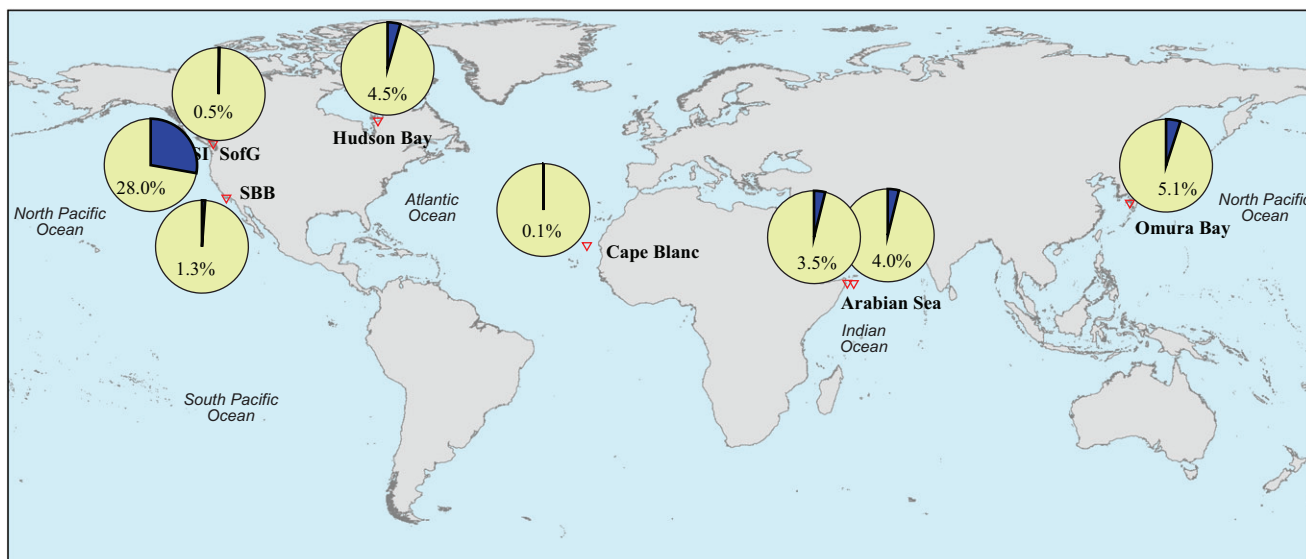 4.5%
0.5%
Hudson Bay
SI SofG
28.0%
5.1%
SBB
North Pacific
Ocean
Atlantic
Ocean
North Pacific
Ocean
0.1%
Omura Bay
1.3%
Cape Blanc
3.5%
4.0%
Arabian Sea
Indian
Ocean
South Pacific
Ocean